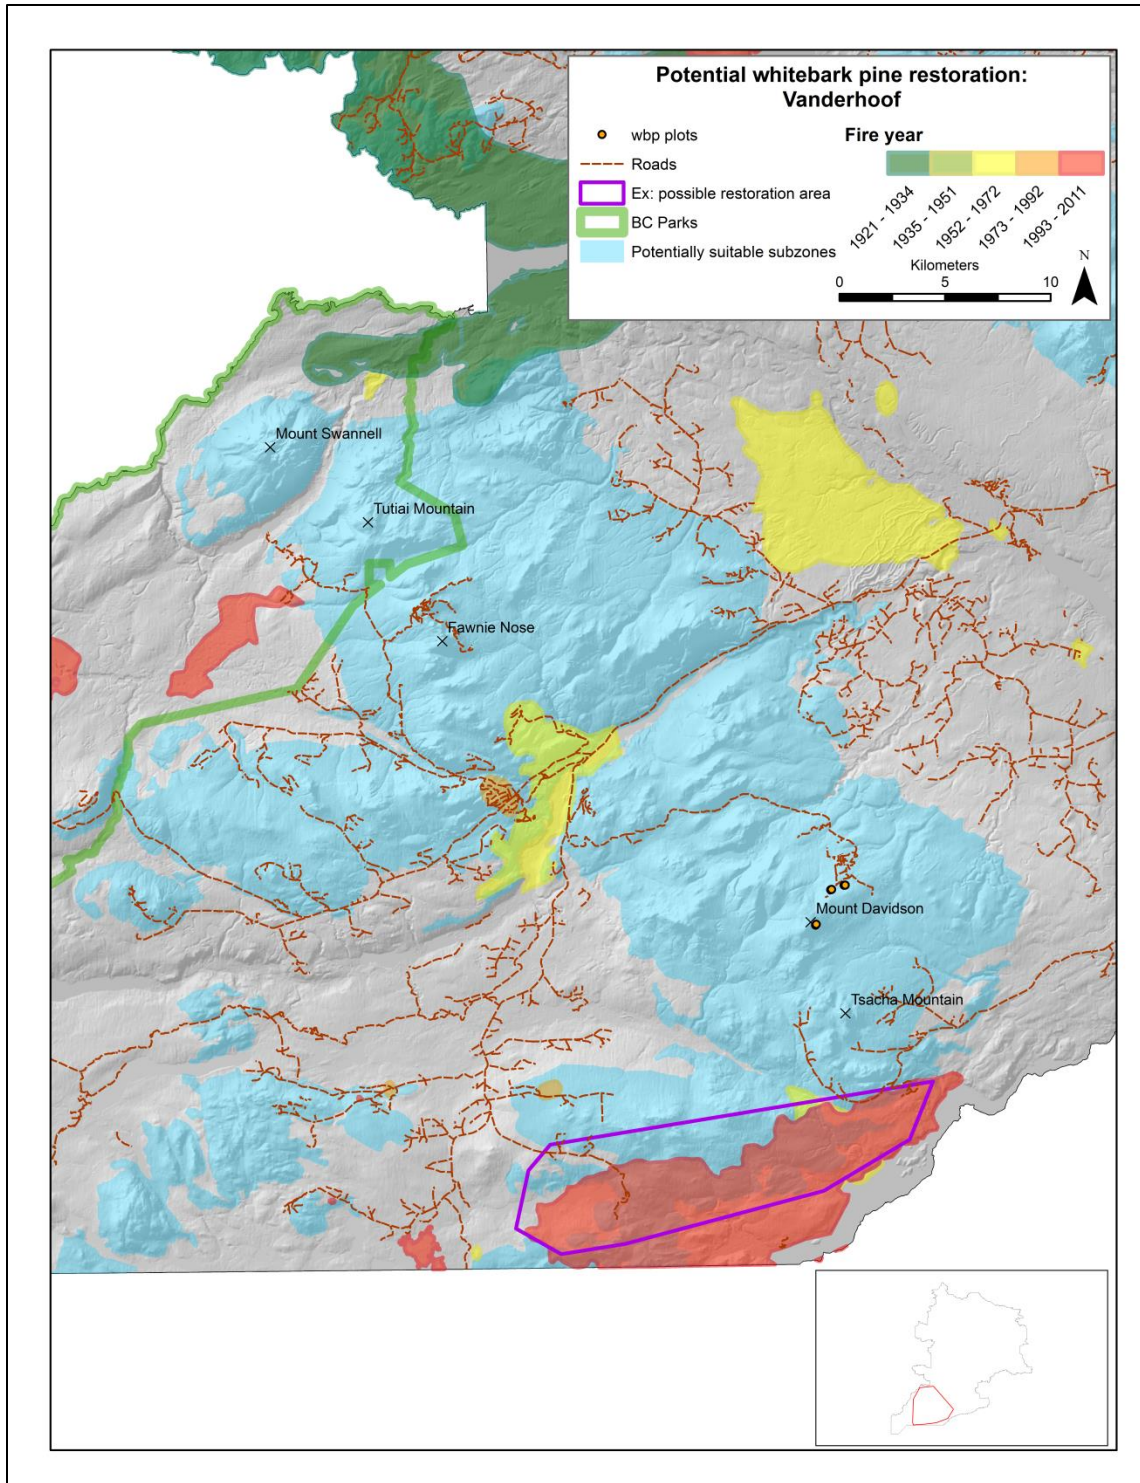 Potential whitebark pine restoration:
Vanderhoof
wbp plots
Roads
Ex: possible restoration area
BC Parks
Potentially suitable subzones
Fire year
1921 - 1934
1935 - 1951
1952 - 1972
1973 - 1992
1993 - 2011
Kilometers
0 5 10
N
Mount Swannell
Tutiai Mountain
Fawnie Nose
Mount Davidson
Tsacha Mountain